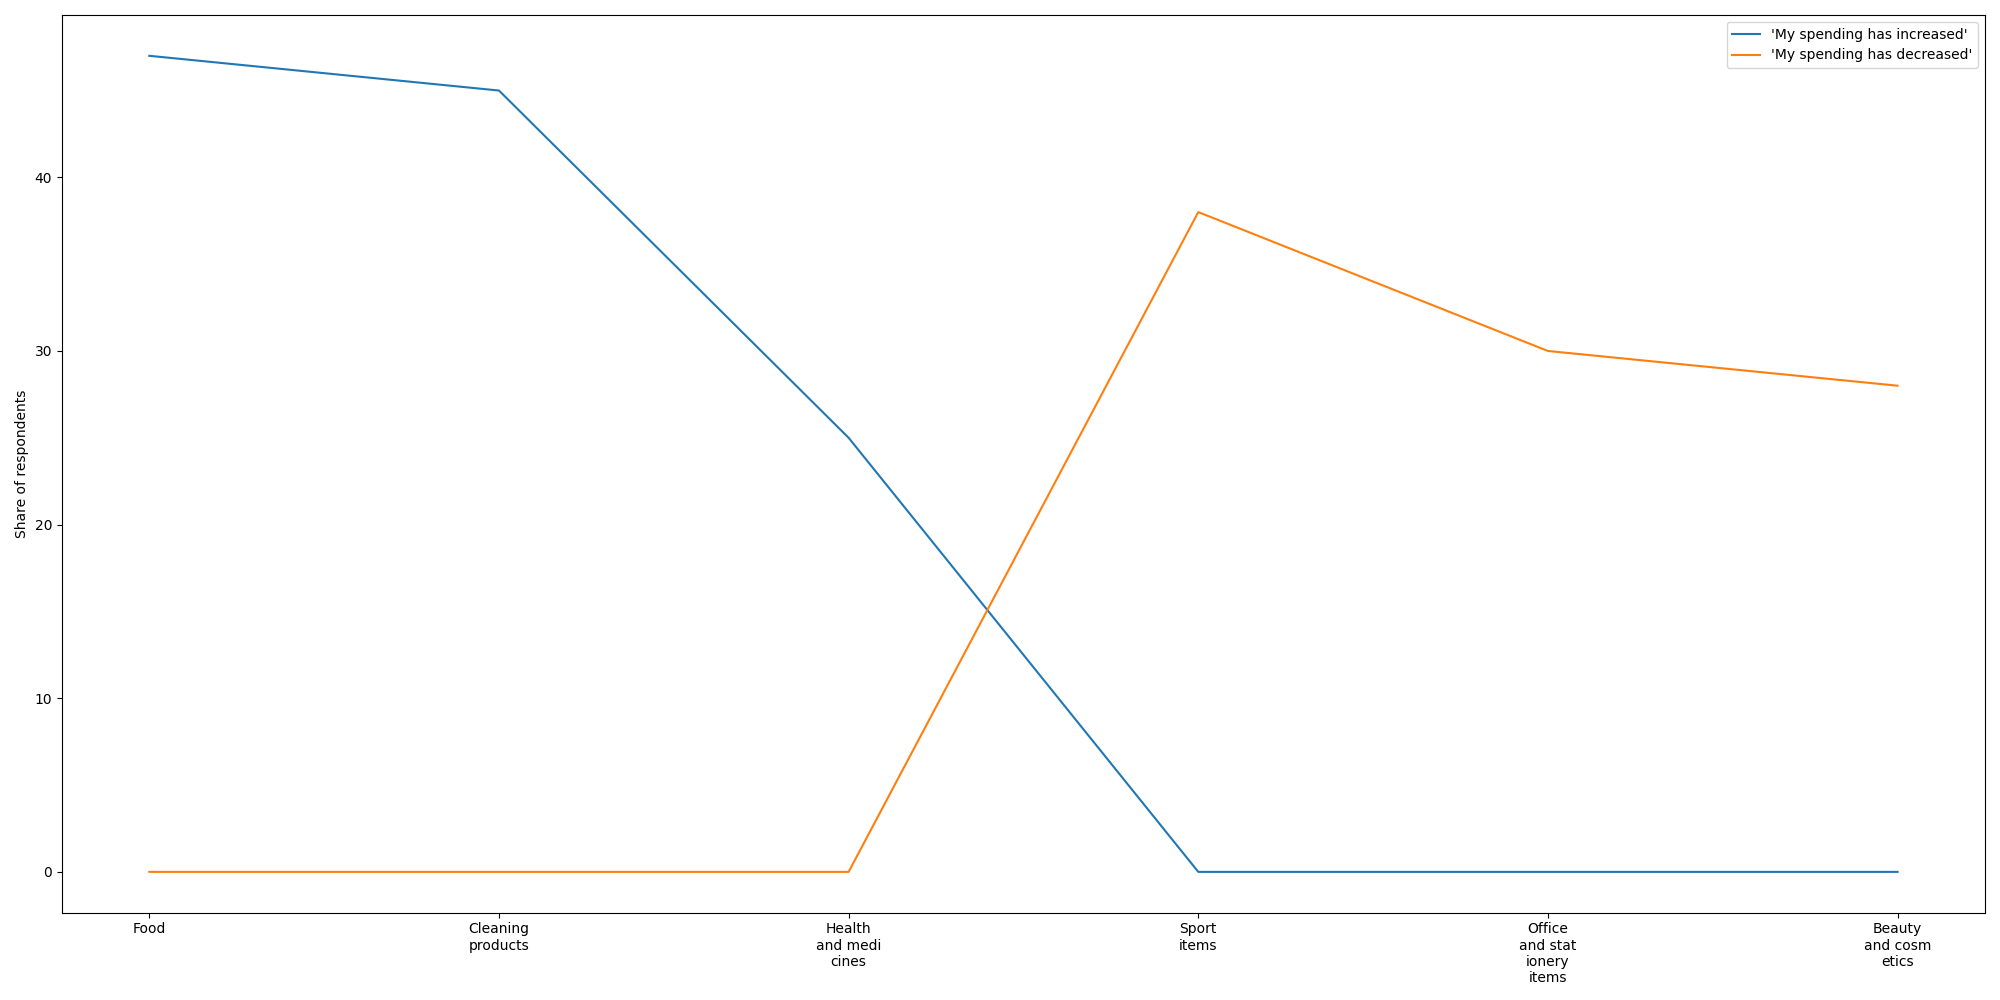 'My spending has increased'
'My spending has decreased'
Share of respondents
40
30
20
10
0
Food
Cleaning
products
Health
and medi
cines
Sport
items
Office
and stat
ionery
items
Beauty
and cosm
etics